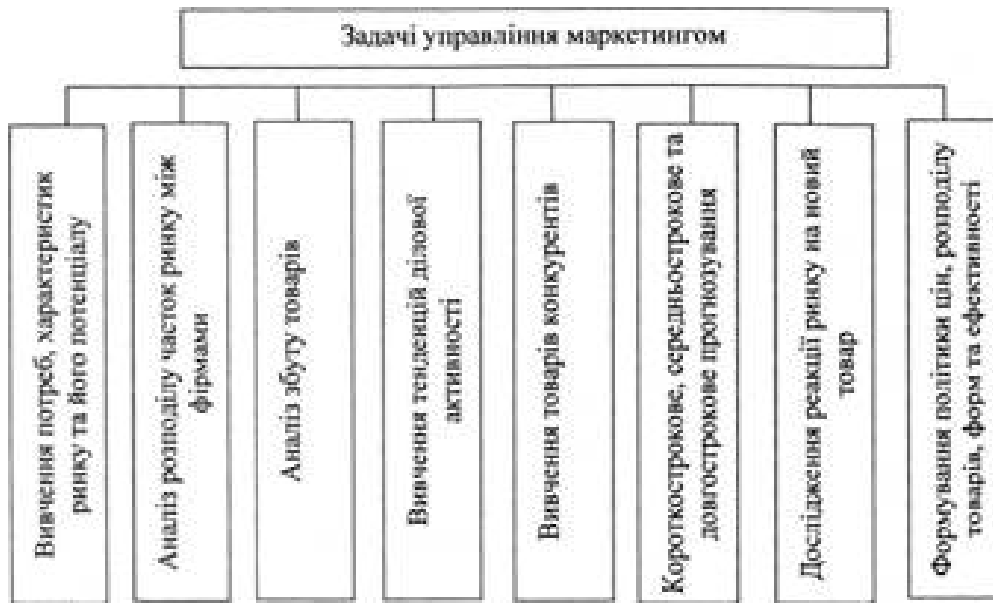 Задачі управління маркетингом
Вивчення потреб, характеристик
ринку та його потенціалу
Аналіз розподілу часток ринку між
фірмами
Аналіз збуту товарів
Вивчення тенденцій ділової
активності
Вивчення товарів конкурентів
Короткострокове, середньострокове та
довгострокове прогнозування
Дослідження реакції ринку на новий
товар
Формування політики цін, розподілу
товарів, форм та ефективності